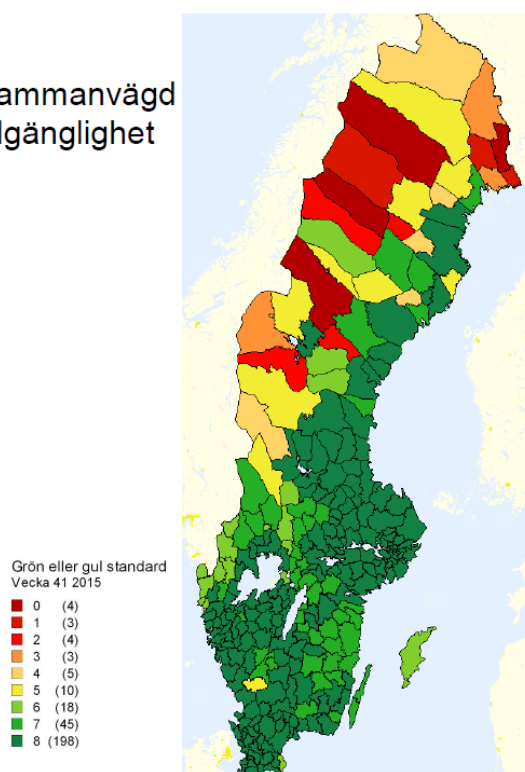 ammanvägd
lgänglighet
Grön eller gul standard
Vecka 41 2015
0 (4)
1 (3)
2 (4)
3 (3)
4 (5)
5 (10)
6 (18)
7 (45)
8 (198)